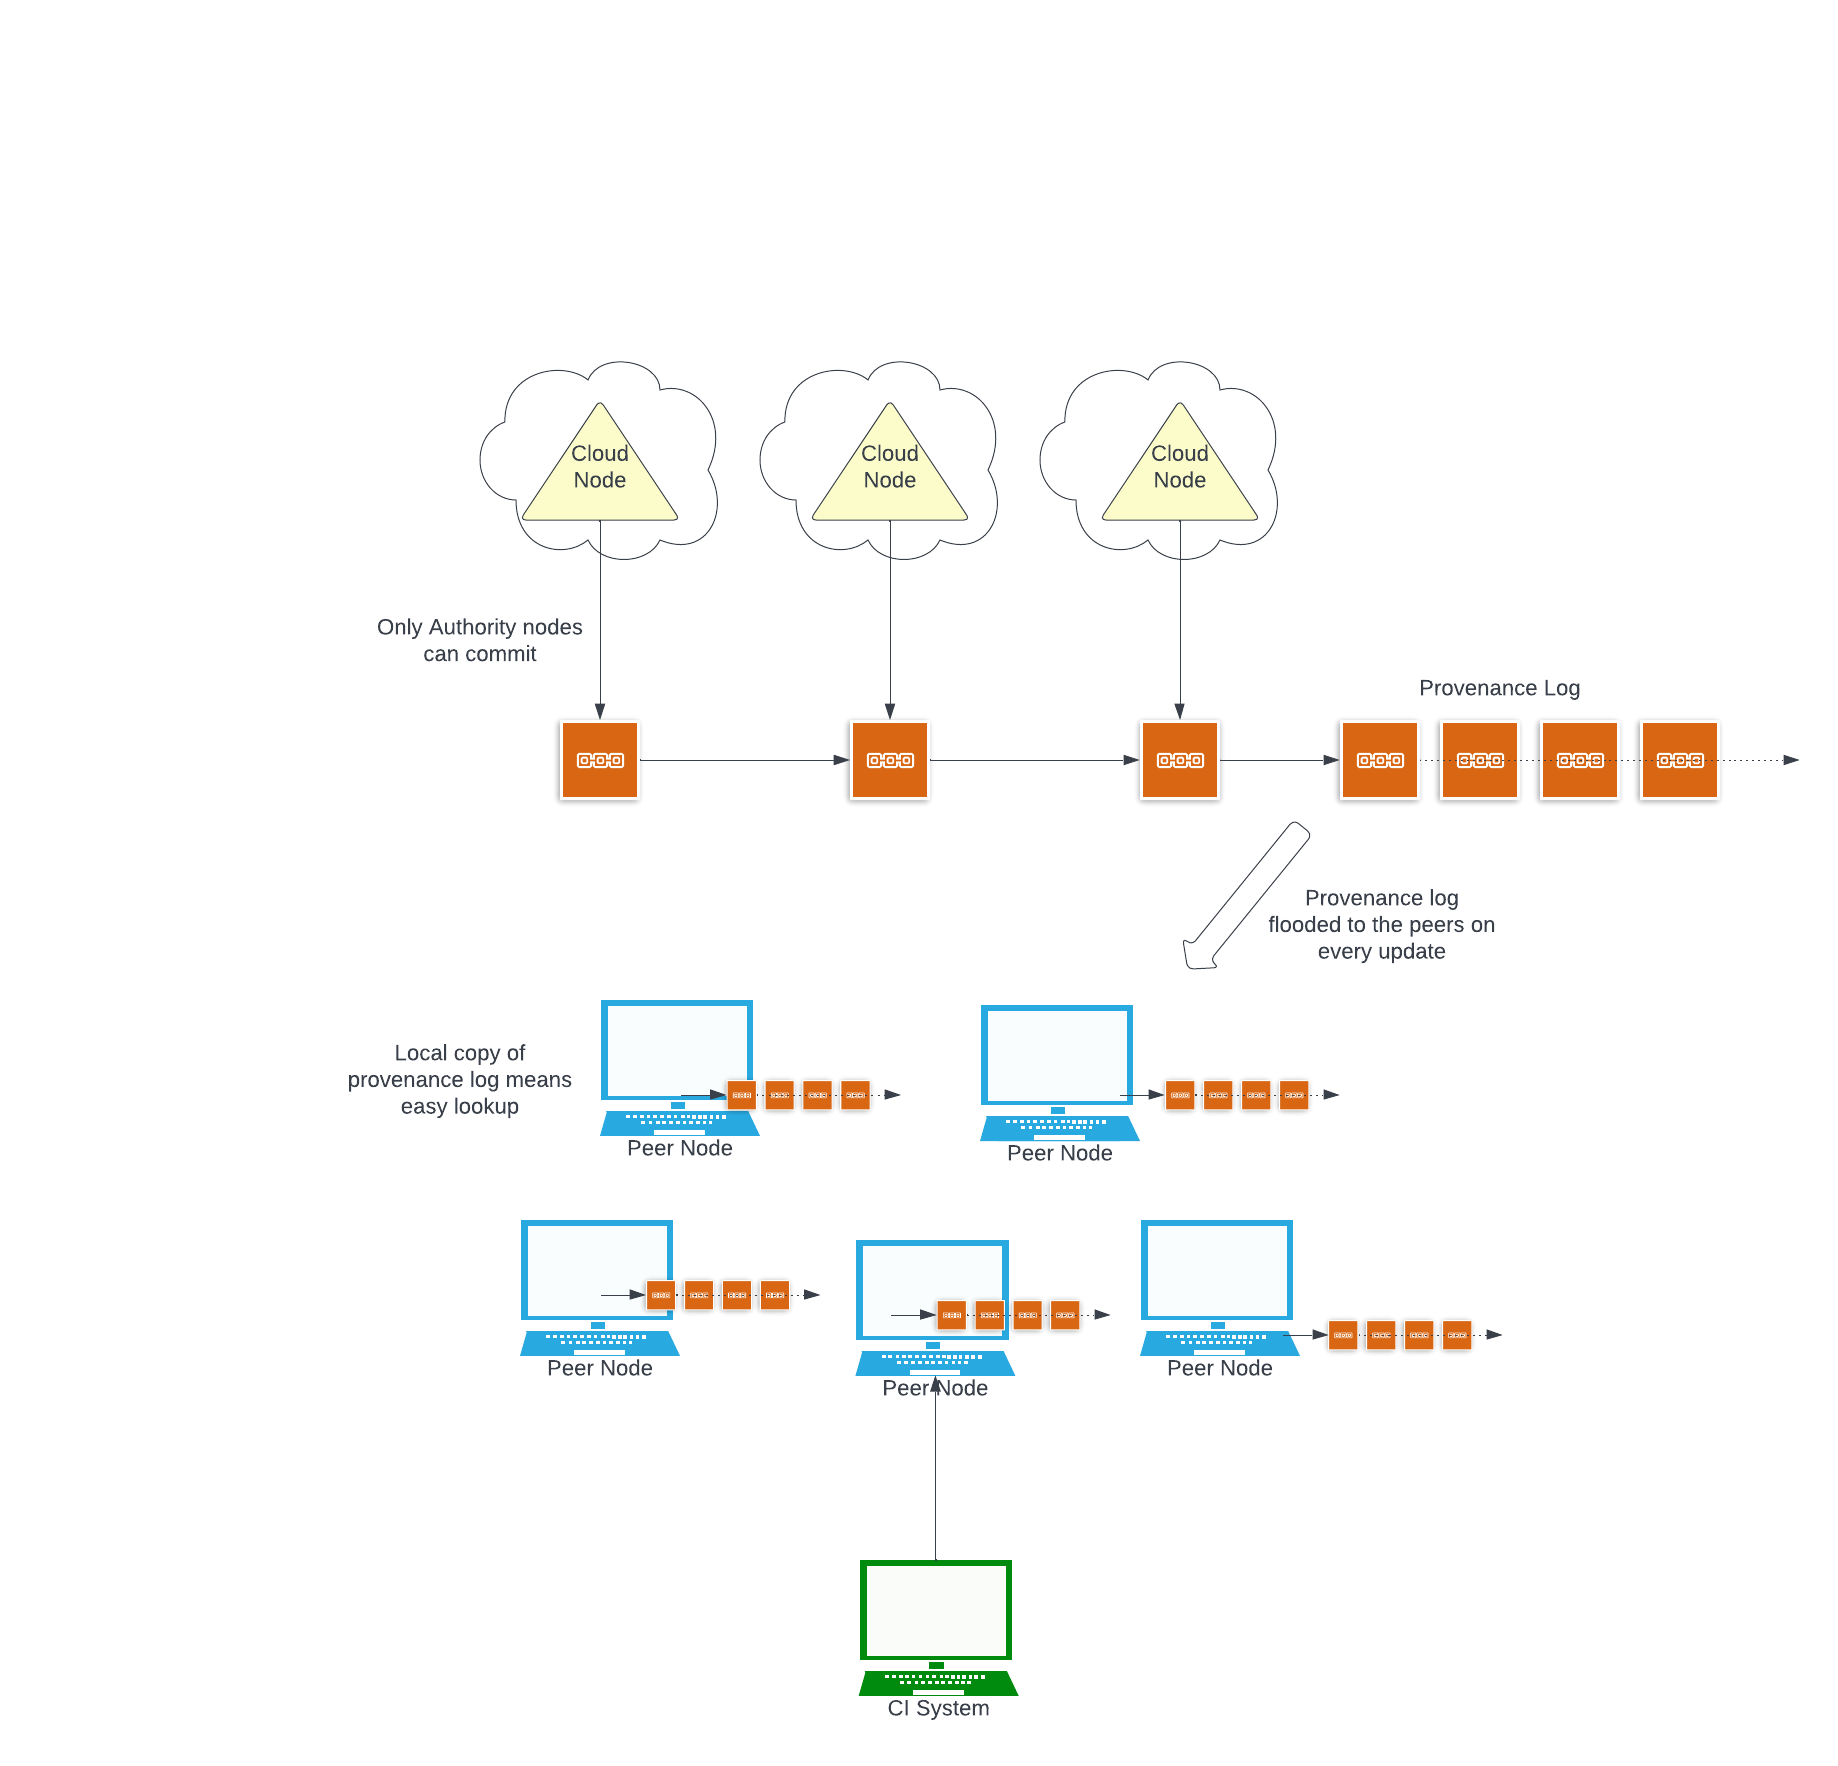 Cloud
Node
Cloud
Node
Cloud
Node
Only Authority nodes
can commit
Provenance Log
Provenance log
flooded to the peers on
every update
Local copy of
provenance log means
easy lookup
Peer Node
Peer Node
Peer Node
Peer Node
Peer Node
CI System